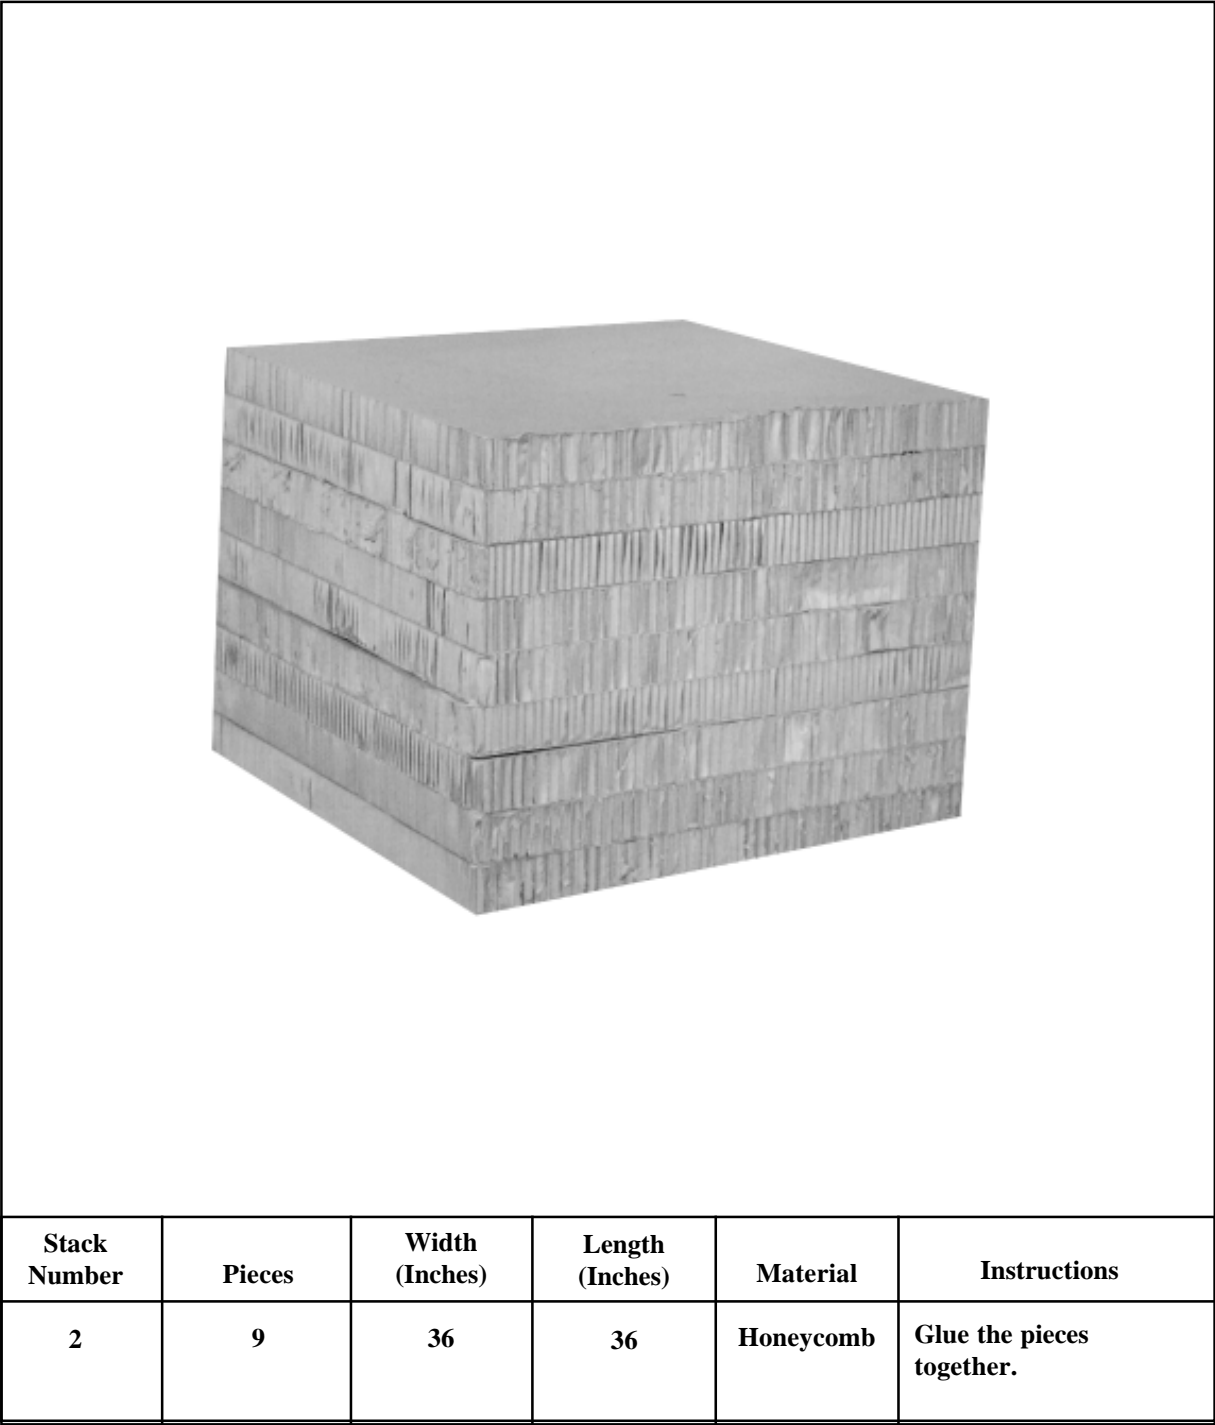 Stack
Number
Pieces
Width
(Inches)
Length
(Inches)
Material
Instructions
2
9
36
36
Honeycomb
Glue the pieces
together.